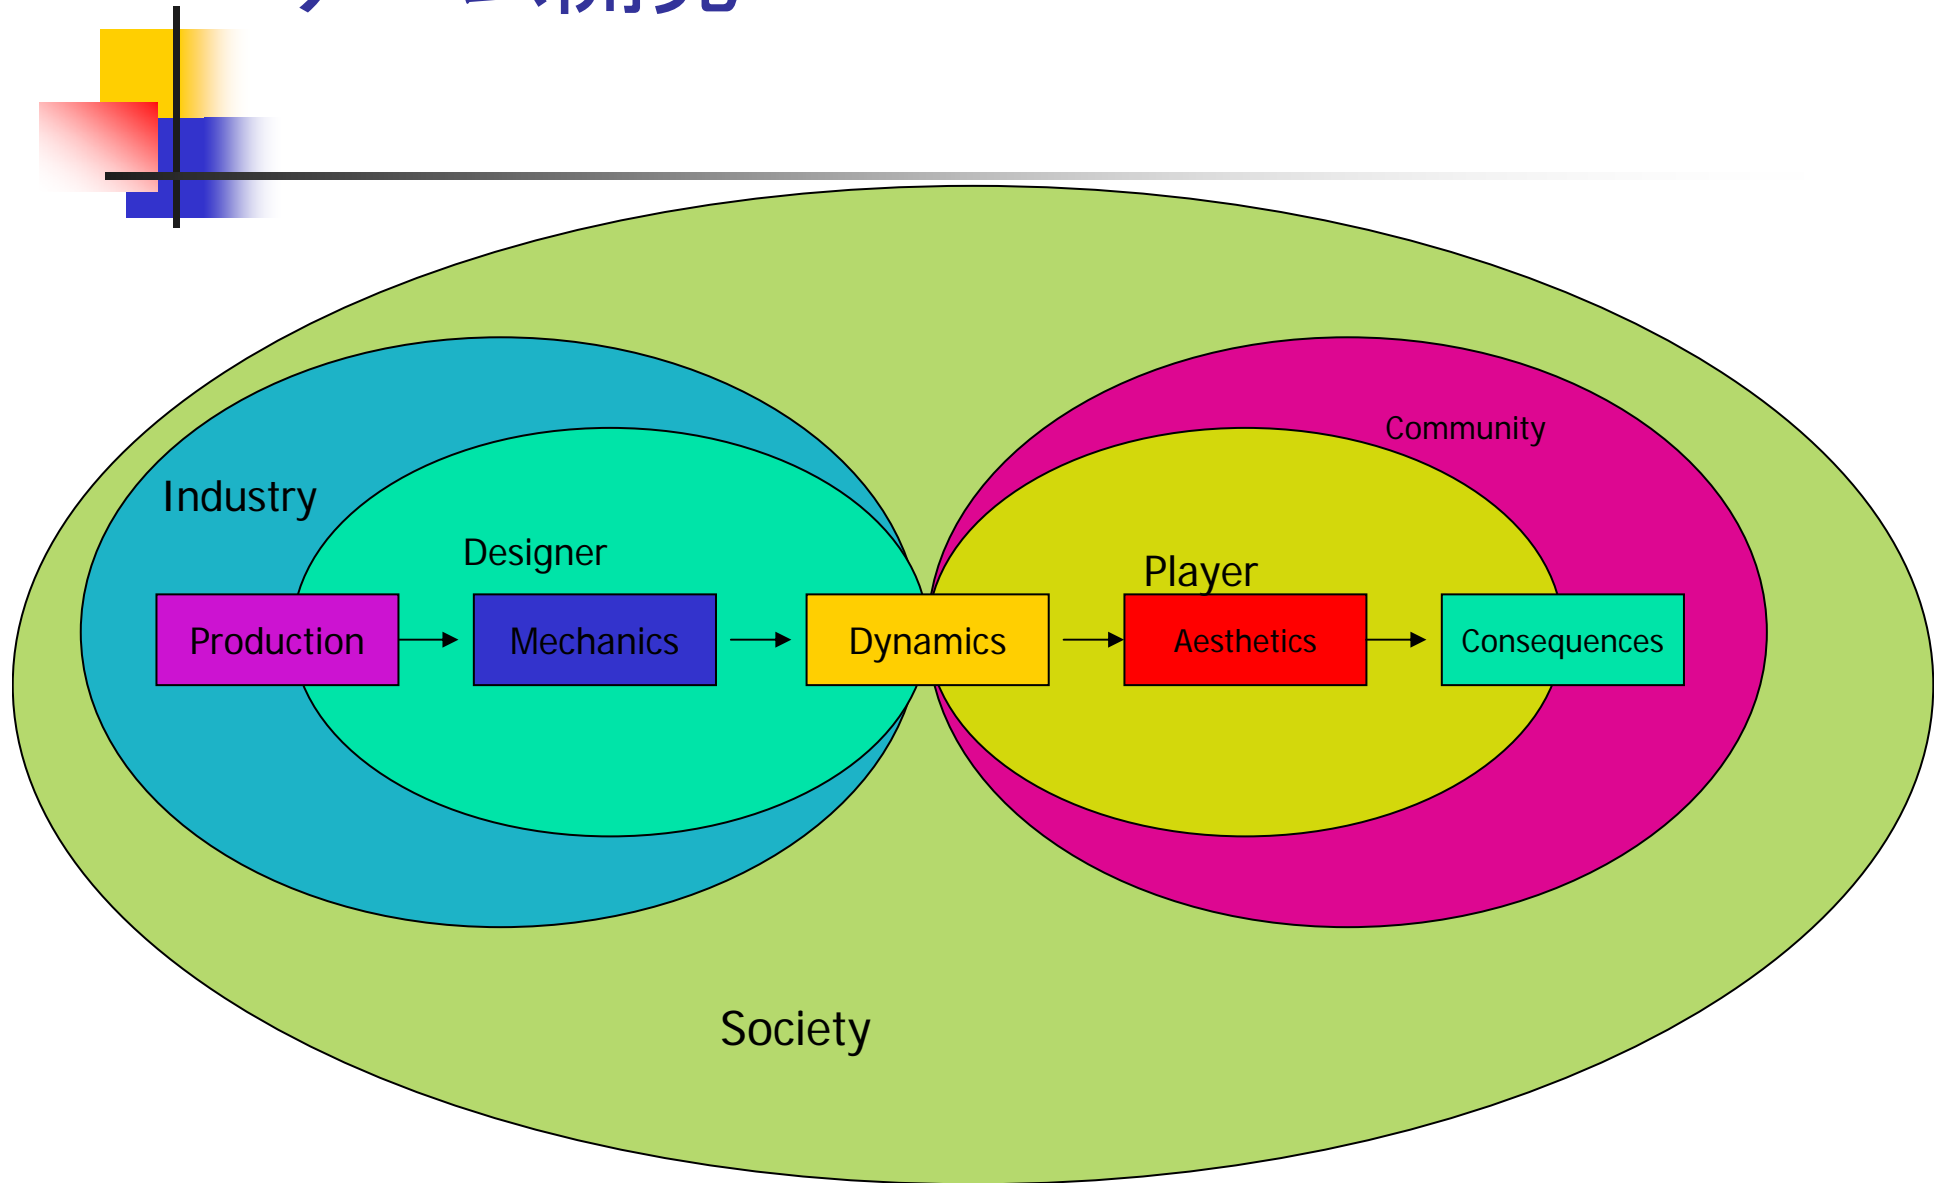 Community
Industry
Designer
Player
Production
Mechanics
Dynamics
Aesthetics
Consequences
Society